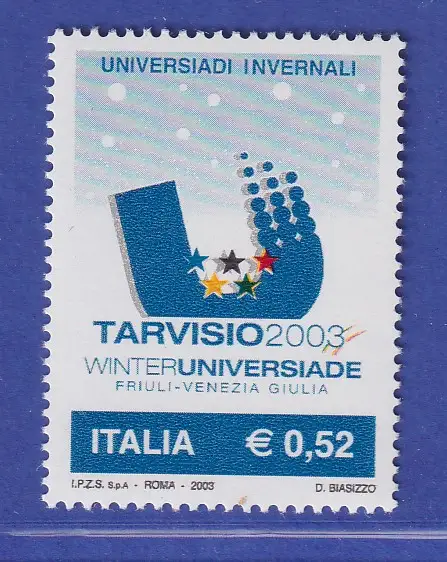 UNIVERSIADI INVERNALI
TARVISIO2003
WINTERUNIVERSIADE
FRIULI-VENEZIA GIULIA
ITALIA € 0,52
I.P.Z.S. S.p.A - ROMA - 2003 D. BIASIZZO